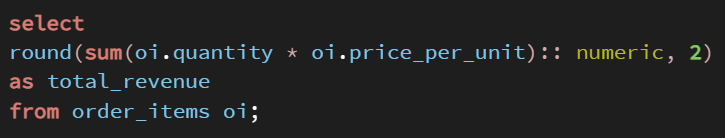 select
round(sum(oi.quantity * oi.price_per_unit):: numeric, 2)
as total_revenue
from order_items oi;